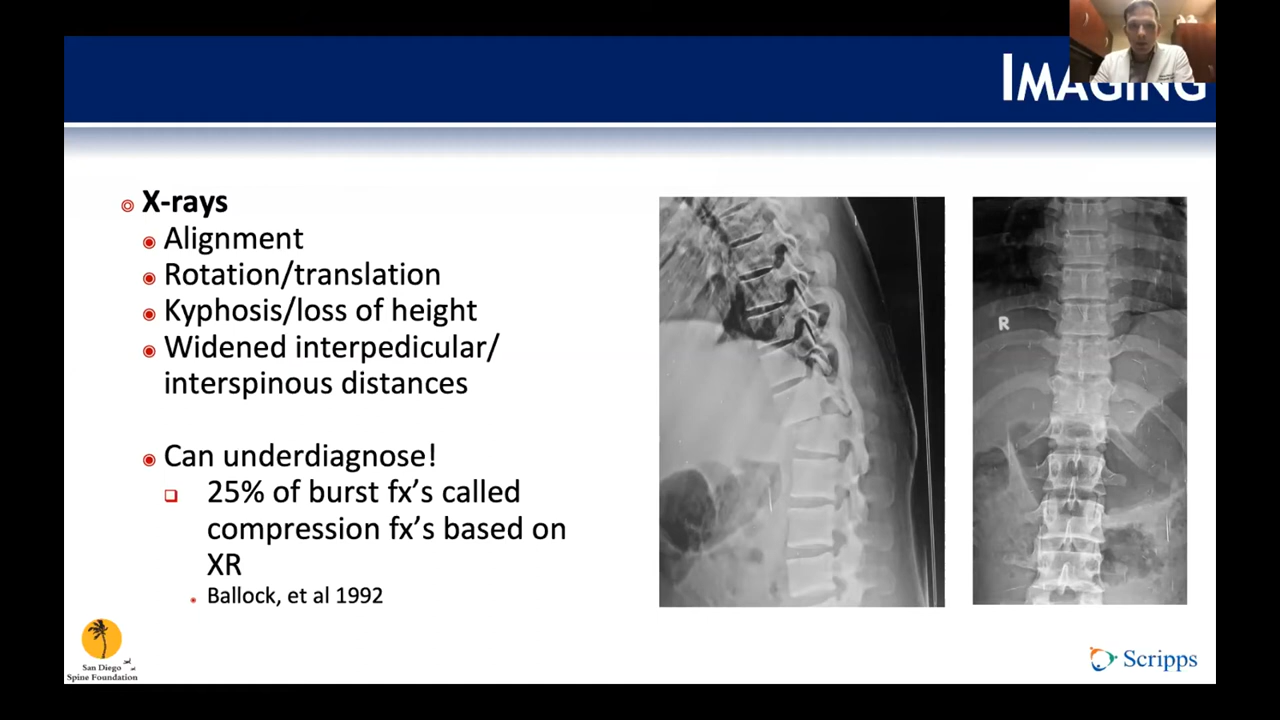 IMAGING
X-rays
Alignment
Rotation/translation
Kyphosis/loss of height
Widened interpedicular/
interspinous distances
Can underdiagnose!
25% of burst fx’s called
compression fx’s based on
XR
Ballock, et al 1992
R
San Diego
Spine Foundation
Scripps